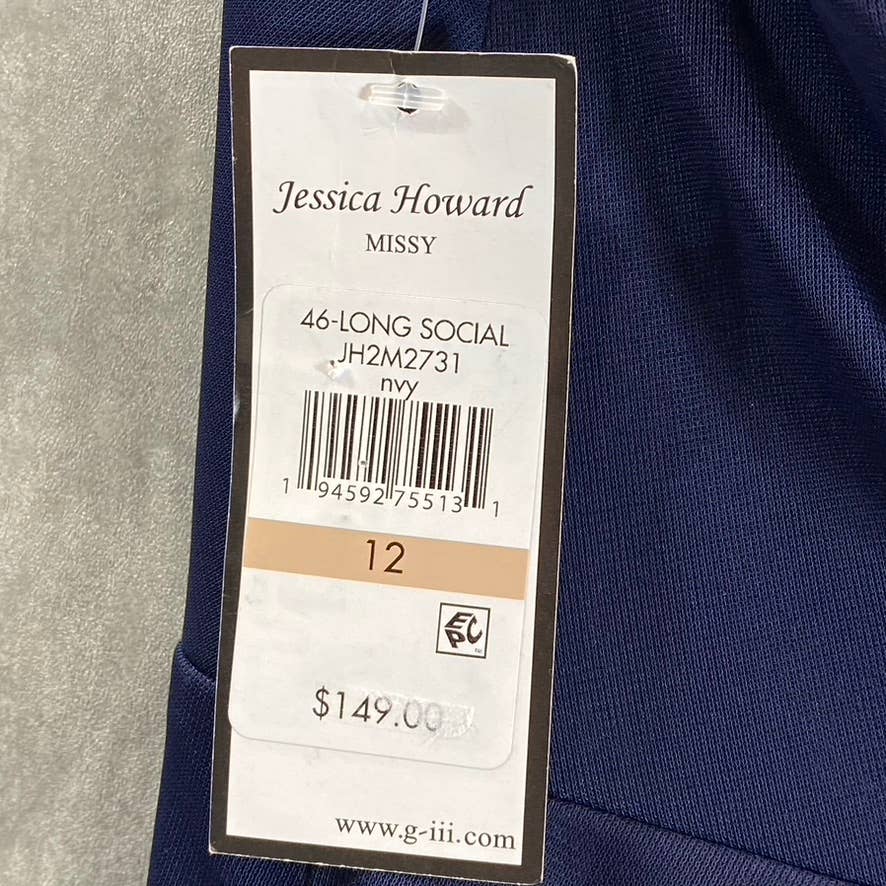 Jessica Howard
MISSY
46-LONG SOCIAL
JH2M2731
nvy
1 94592 75513 1
12
EPC
$149.00
www.g-iii.com